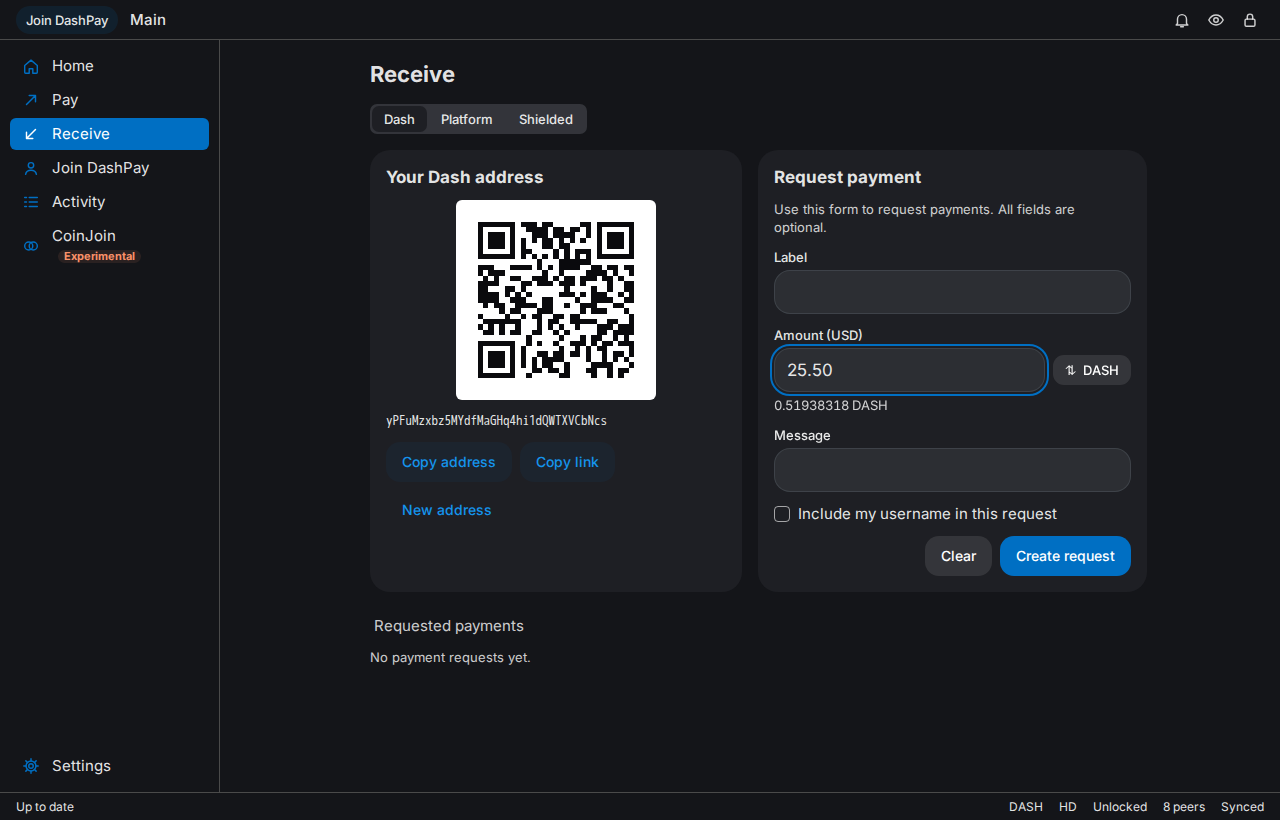 Join DashPay Main
Home
Pay
Receive
Join DashPay
Activity
CoinJoin
Experimental
Settings
Receive
Dash Platform Shielded
Your Dash address
yPFuMzxbz5MYdfMaGHq4hi1dQWTXVCbNcs
Copy address Copy link
New address
Request payment
Use this form to request payments. All fields are
optional.
Label
Amount (USD)
25.50 DASH
0.51938318 DASH
Message
Include my username in this request
Clear Create request
Requested payments
No payment requests yet.
Up to date DASH HD Unlocked 8 peers Synced